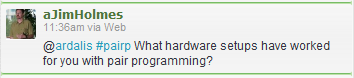 aJimHolmes
11:36am via Web
@ardalis #pairp What hardware setups have worked
for you with pair programming?